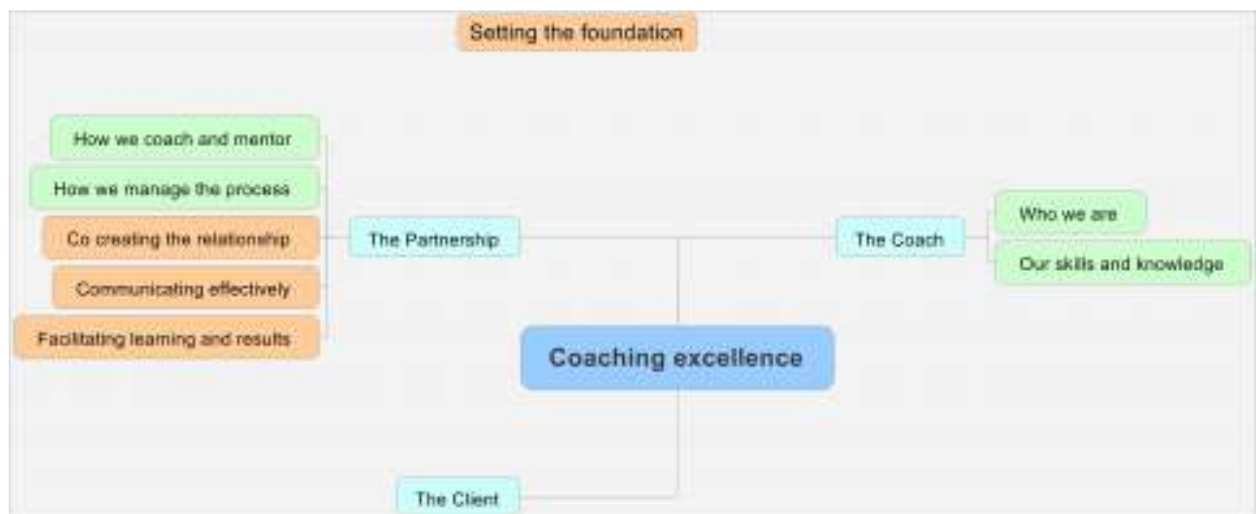 Setting the foundation
How we coach and mentor
How we manage the process
Co creating the relationship
Communicating effectively
Facilitating learning and results
The Partnership
The Coach
Who we are
Our skills and knowledge
Coaching excellence
The Client